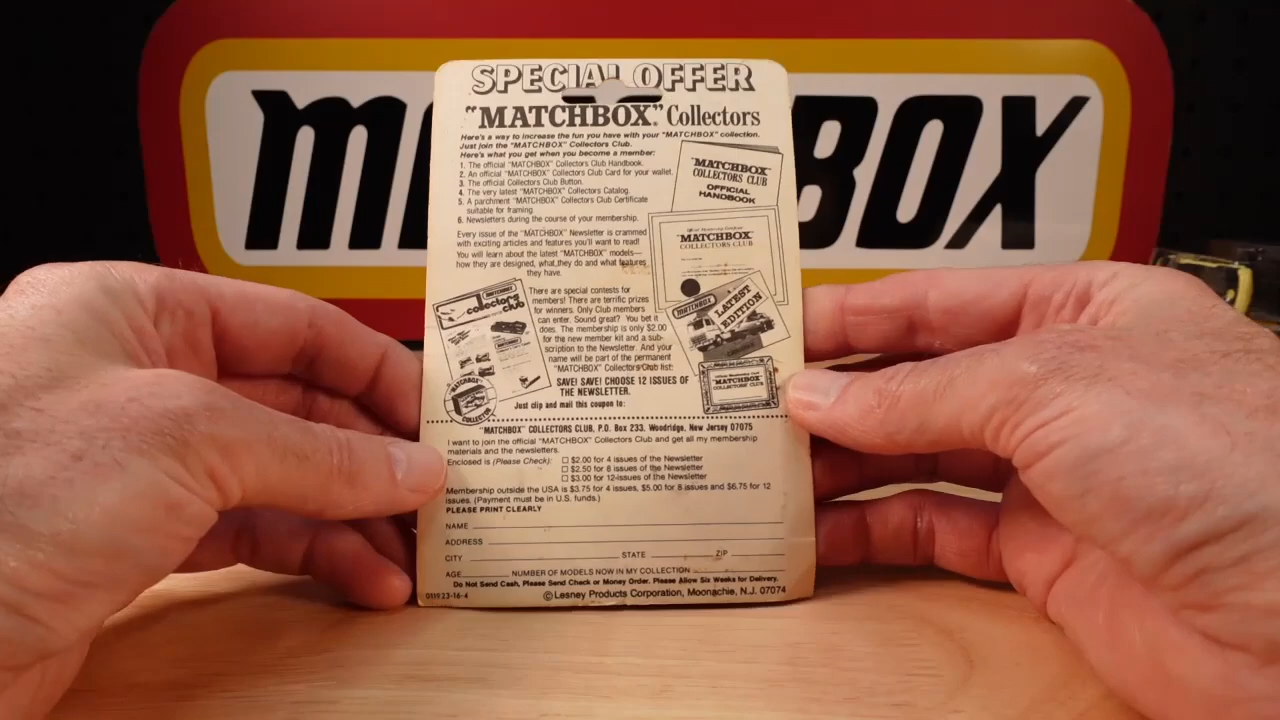 SPECIAL OFFER
"MATCHBOX" Collectors
Here's a way to increase the fun you have with your "MATCHBOX" collection.
Just join the "MATCHBOX" Collectors Club.
Here's what you get when you become a member:
1. The official "MATCHBOX" Collectors Club Handbook.
2. An official "MATCHBOX" Collectors Club Card for your wallet.
3. The official Collectors Club Button.
4. The very latest "MATCHBOX" Collectors Catalog.
5. A parchment "MATCHBOX" Collectors Club Certificate
suitable for framing.
6. Newsletters during the course of your membership.
"MATCHBOX"
COLLECTORS CLUB
OFFICIAL
HANDBOOK
Every issue of the "MATCHBOX" Newsletter is crammed
with exciting articles and features you'll want to read!
You will learn about the latest "MATCHBOX" models—
how they are designed, what they do and what features
they have.
"MATCHBOX"
COLLECTORS CLUB
MATCHBOX
collectors
club
There are special contests for
members! There are terrific prizes
for winners. Only Club members
can enter. Sound great? You bet it
does. The membership is only $2.00
for the new member kit and a sub-
scription to the Newsletter. And your
name will be part of the permanent
"MATCHBOX" Collectors Club list:
MATCHBOX
LATEST
EDITION
"MATCHBOX"
COLLECTORS CLUB
MATCHBOX
COLLECTOR
SAVE! SAVE! CHOOSE 12 ISSUES OF
THE NEWSLETTER.
Just clip and mail this coupon to:
"MATCHBOX" COLLECTORS CLUB, P.O. Box 233, Woodridge, New Jersey 07075
I want to join the official "MATCHBOX" Collectors Club and get all my membership
materials and the newsletters.
Enclosed is (Please Check): □ $2.00 for 4 issues of the Newsletter
□ $2.50 for 8 issues of the Newsletter
□ $3.00 for 12-issues of the Newsletter
Membership outside the USA is $3.75 for 4 issues, $5.00 for 8 issues and $6.75 for 12
issues. (Payment must be in U.S. funds.)
PLEASE PRINT CLEARLY
NAME
ADDRESS
CITY STATE ZIP
AGE NUMBER OF MODELS NOW IN MY COLLECTION
Do Not Send Cash, Please Send Check or Money Order. Please Allow Six Weeks for Delivery.
011923-16-4 ©Lesney Products Corporation, Moonachie, N.J. 07074
M BOX